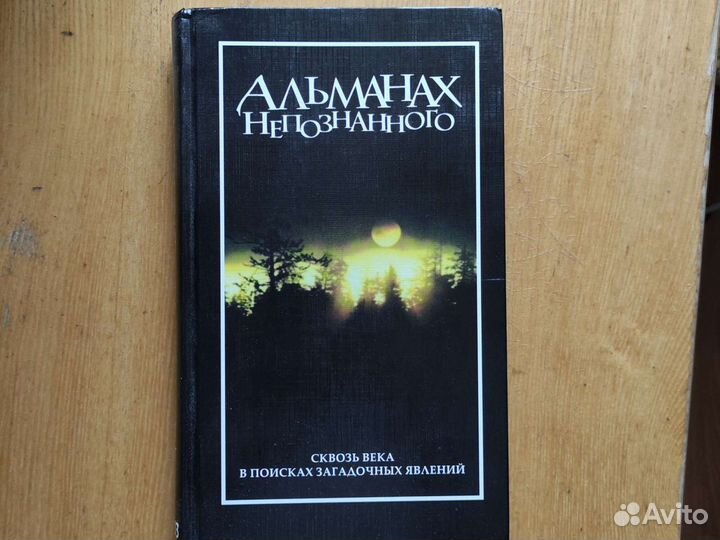 Альманах
Непознанного
СКВОЗЬ ВЕКА
В ПОИСКАХ ЗАГАДОЧНЫХ ЯВЛЕНИЙ
Avito